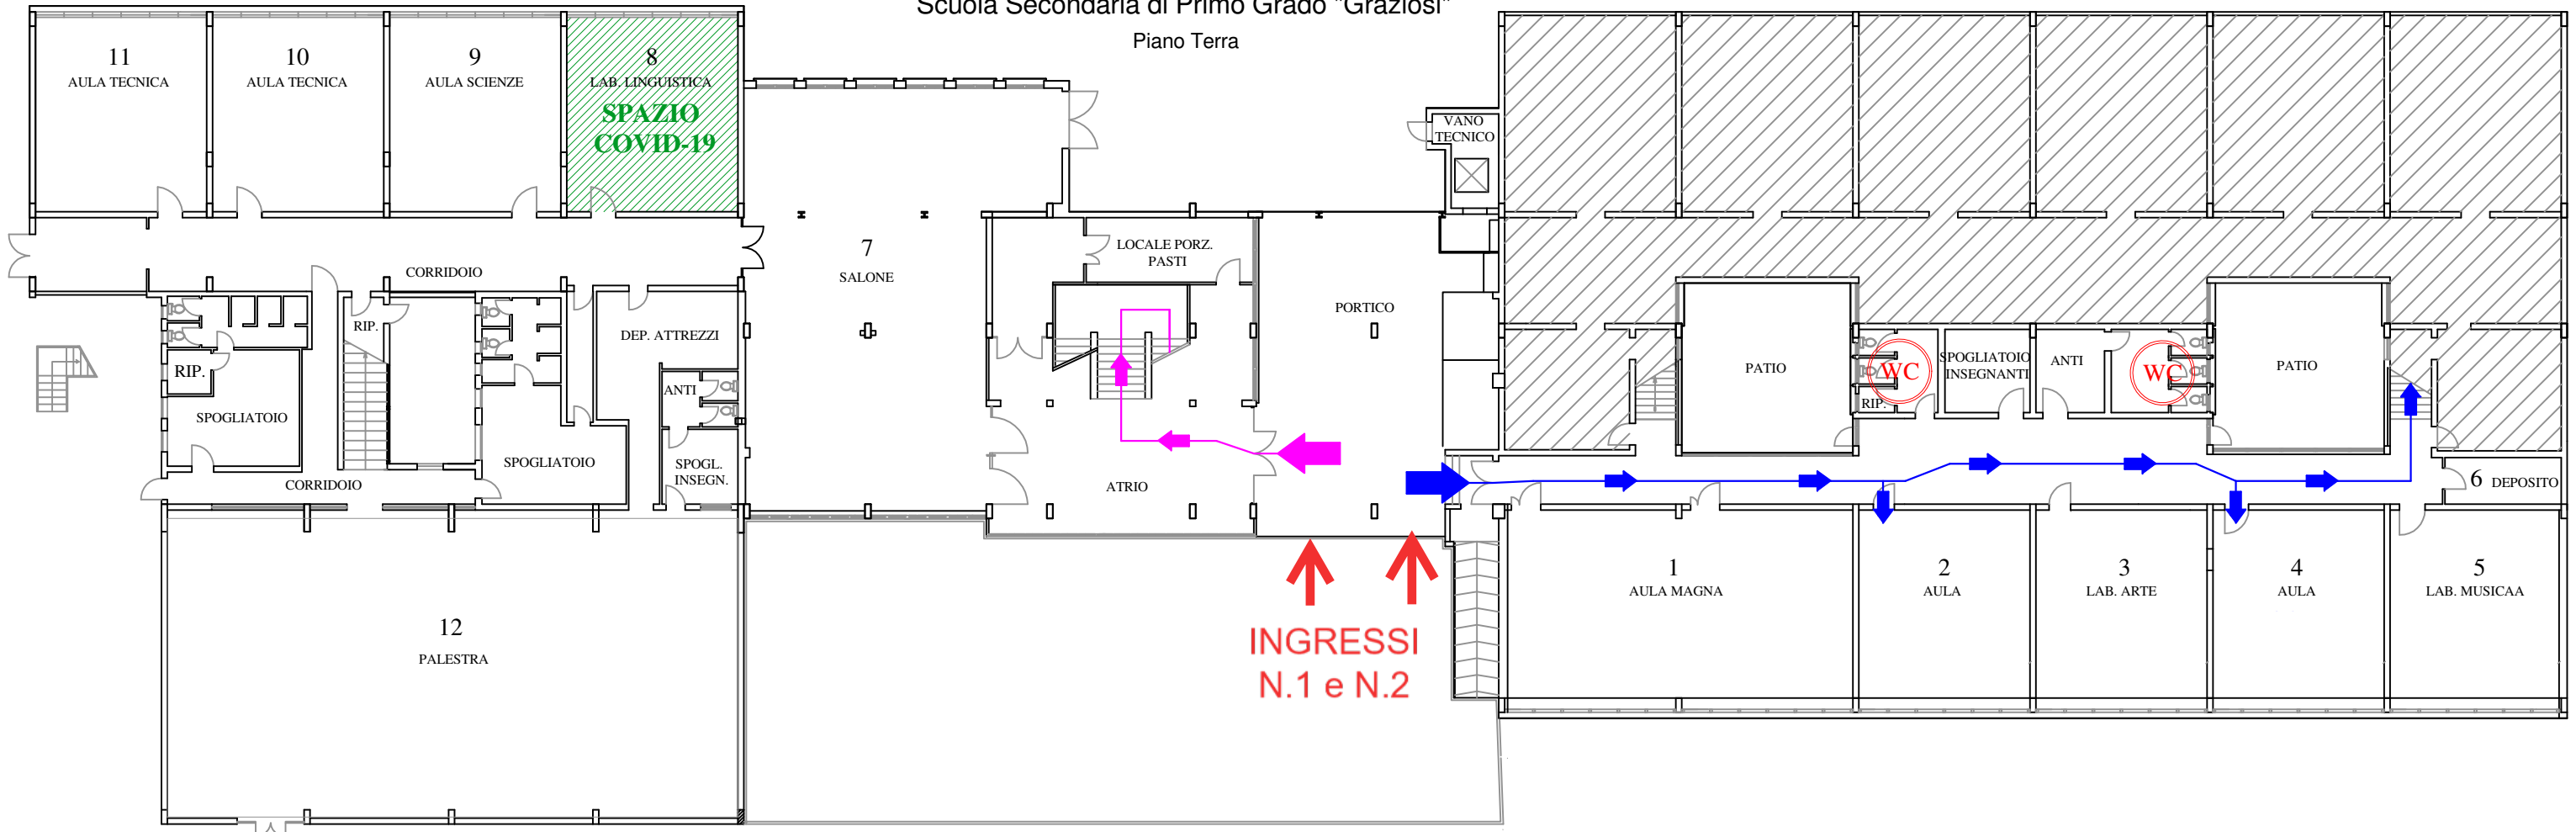 Scuola Secondaria di Primo Grado "Graziosi"
Piano Terra
11
AULA TECNICA
10
AULA TECNICA
9
AULA SCIENZE
8
LAB. LINGUISTICA
SPAZIO
COVID-19
VANO
TECNICO
7
SALONE
LOCALE PORZ.
PASTI
CORRIDOIO
PORTICO
RIP.
DEP. ATTREZZI
RIP.
ANTI
SPOGLIATOIO
SPOGLIATOIO
SPOGL.
INSEGN.
CORRIDOIO
ATRIO
PATIO
WC
RIP.
SPOGLIATOIO
INSEGNANTI
ANTI
WC
PATIO
6 DEPOSITO
12
PALESTRA
INGRESSI
N.1 e N.2
1
AULA MAGNA
2
AULA
3
LAB. ARTE
4
AULA
5
LAB. MUSICAA